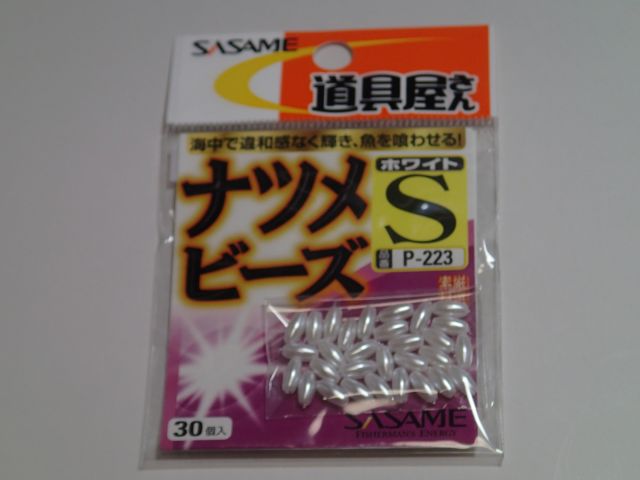 SASAME
道具屋さん
海中で違和感なく輝き、魚を喰わせる!
ナツメ
ビーズ
ホワイト
S
品番 P-223
30個入
SASAME
FISHERMAN'S ENERGY